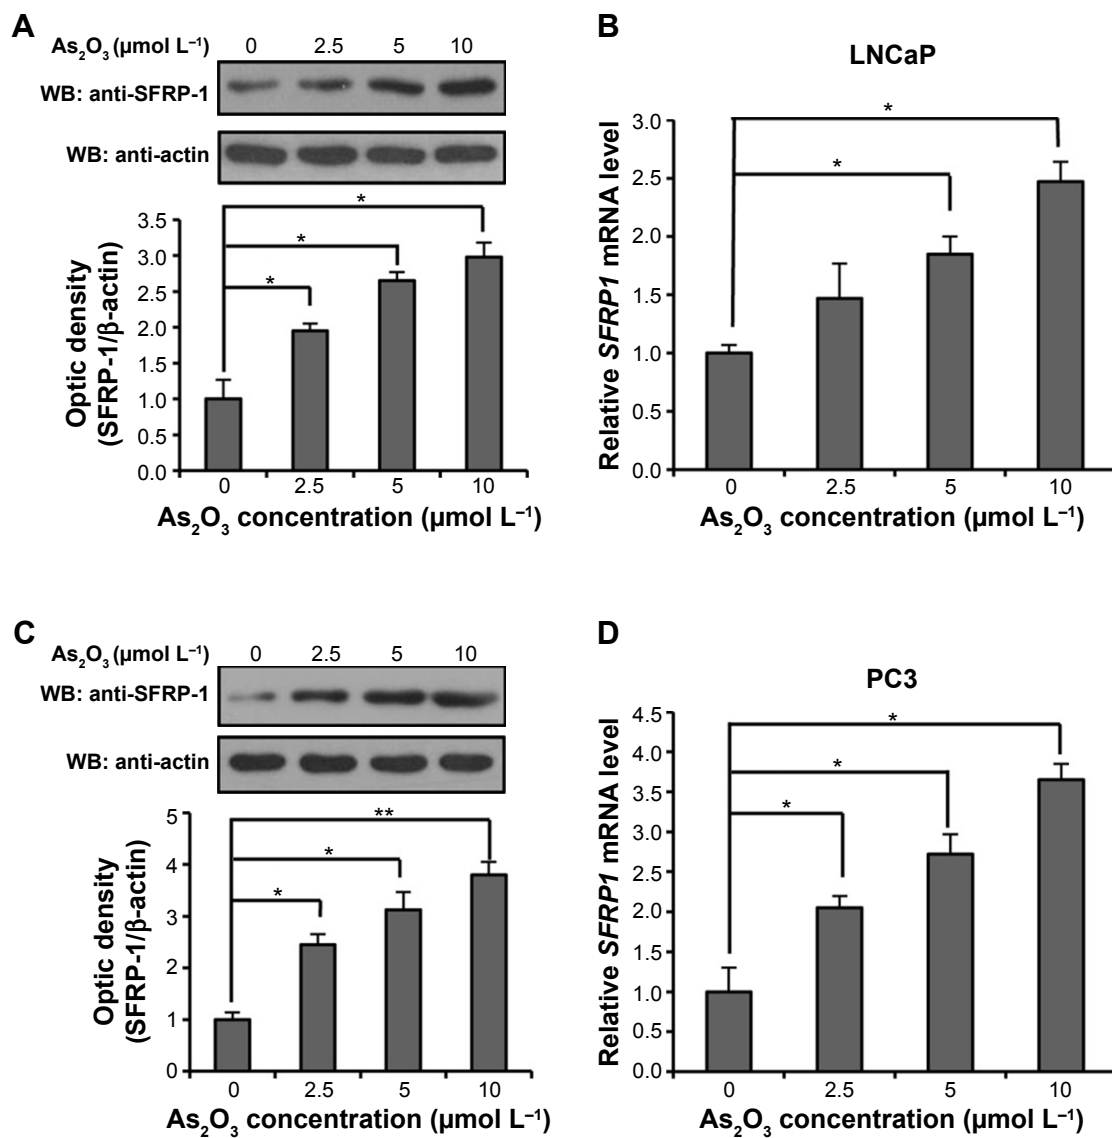 A
As₂O₃ (µmol L⁻¹) 0 2.5 5 10
WB: anti-SFRP-1
WB: anti-actin
* * *
3.5
3.0
2.5
2.0
1.5
1.0
0.5
0.0
Optic density
(SFRP-1/β-actin)
0 2.5 5 10
As₂O₃ concentration (µmol L⁻¹)
B
LNCaP
* *
3.0
2.5
2.0
1.5
1.0
0.5
0.0
Relative SFRP1 mRNA level
0 2.5 5 10
As₂O₃ concentration (µmol L⁻¹)
C
As₂O₃ (µmol L⁻¹) 0 2.5 5 10
WB: anti-SFRP-1
WB: anti-actin
** * *
5
4
3
2
1
0
Optic density
(SFRP-1/β-actin)
0 2.5 5 10
As₂O₃ concentration (µmol L⁻¹)
D
PC3
* * *
4.5
4.0
3.5
3.0
2.5
2.0
1.5
1.0
0.5
0.0
Relative SFRP1 mRNA level
0 2.5 5 10
As₂O₃ concentration (µmol L⁻¹)